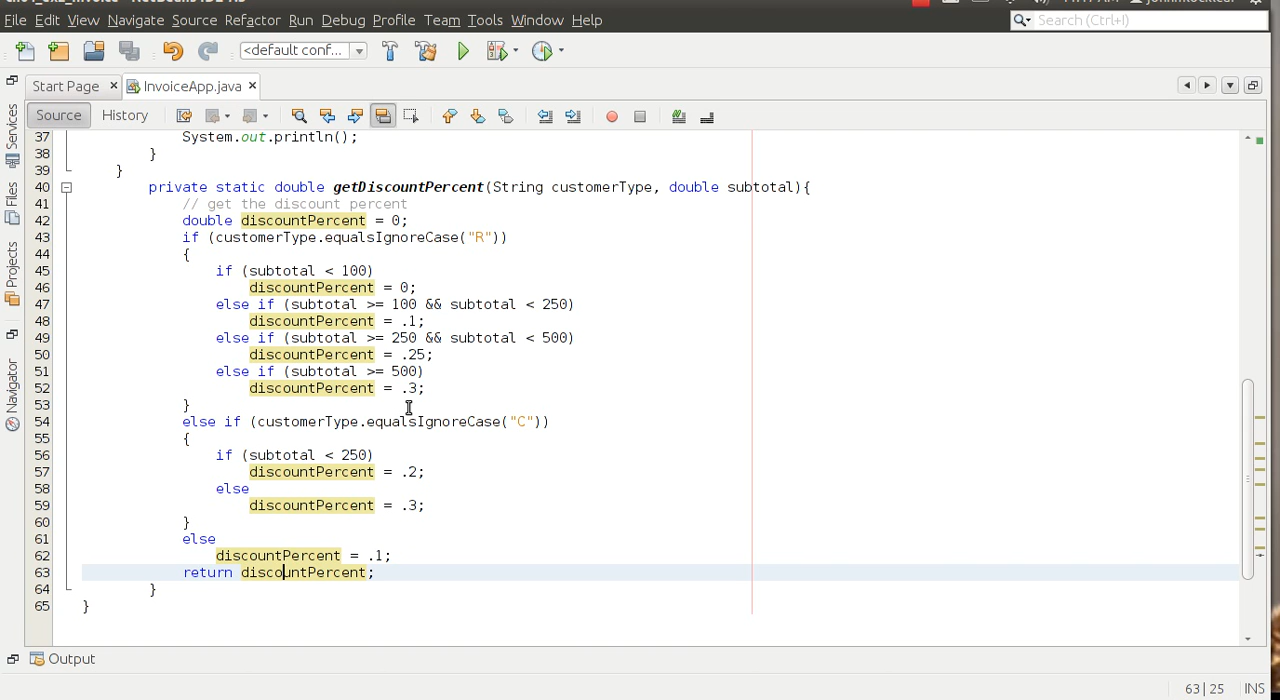 File Edit View Navigate Source Refactor Run Debug Profile Team Tools Window Help
Search (Ctrl+I)
<default conf...
Start Page
InvoiceApp.java
Source History
Services
Files
Projects
Navigator
37 System.out.println();
38 }
39 }
40 private static double getDiscountPercent(String customerType, double subtotal){
41 // get the discount percent
42 double discountPercent = 0;
43 if (customerType.equalsIgnoreCase("R"))
44 {
45 if (subtotal < 100)
46 discountPercent = 0;
47 else if (subtotal >= 100 && subtotal < 250)
48 discountPercent = .1;
49 else if (subtotal >= 250 && subtotal < 500)
50 discountPercent = .25;
51 else if (subtotal >= 500)
52 discountPercent = .3;
53 }
54 else if (customerType.equalsIgnoreCase("C"))
55 {
56 if (subtotal < 250)
57 discountPercent = .2;
58 else
59 discountPercent = .3;
60 }
61 else
62 discountPercent = .1;
63 return discountPercent;
64 }
65 }
Output
63|25 INS